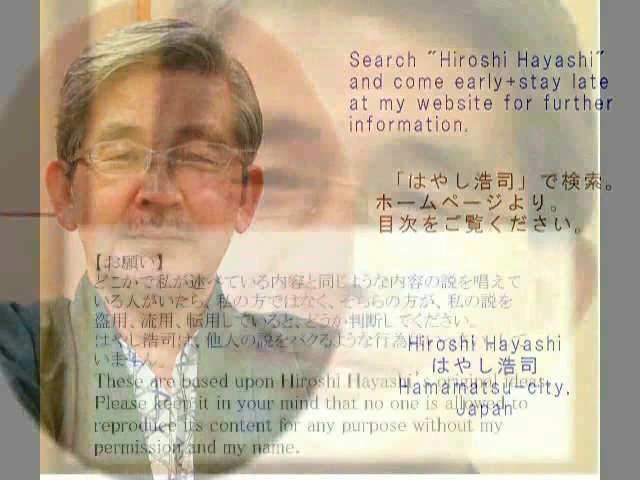 Search "Hiroshi Hayashi"
and come early+stay late
at my website for further
information.
「はやし浩司」で検索。
ホームページより。
目次をご覧ください。
【お願い】
どこかで私が述べている内容と同じような内容の説を唱えて
いる人がいたら、私の方ではなく、そちらの方が、私の説を
盗用、流用、転用していると、どうか判断してください。
はやし浩司は、他人の説をパクるような行為は
いません。
Hiroshi Hayashi
はやし浩司
Hamamatsu-city,
Japan
These are based upon Hiroshi Hayashi's original ideas.
Please keep it in your mind that no one is allowed to
reproduce its content for any purpose without my
permission and my name.